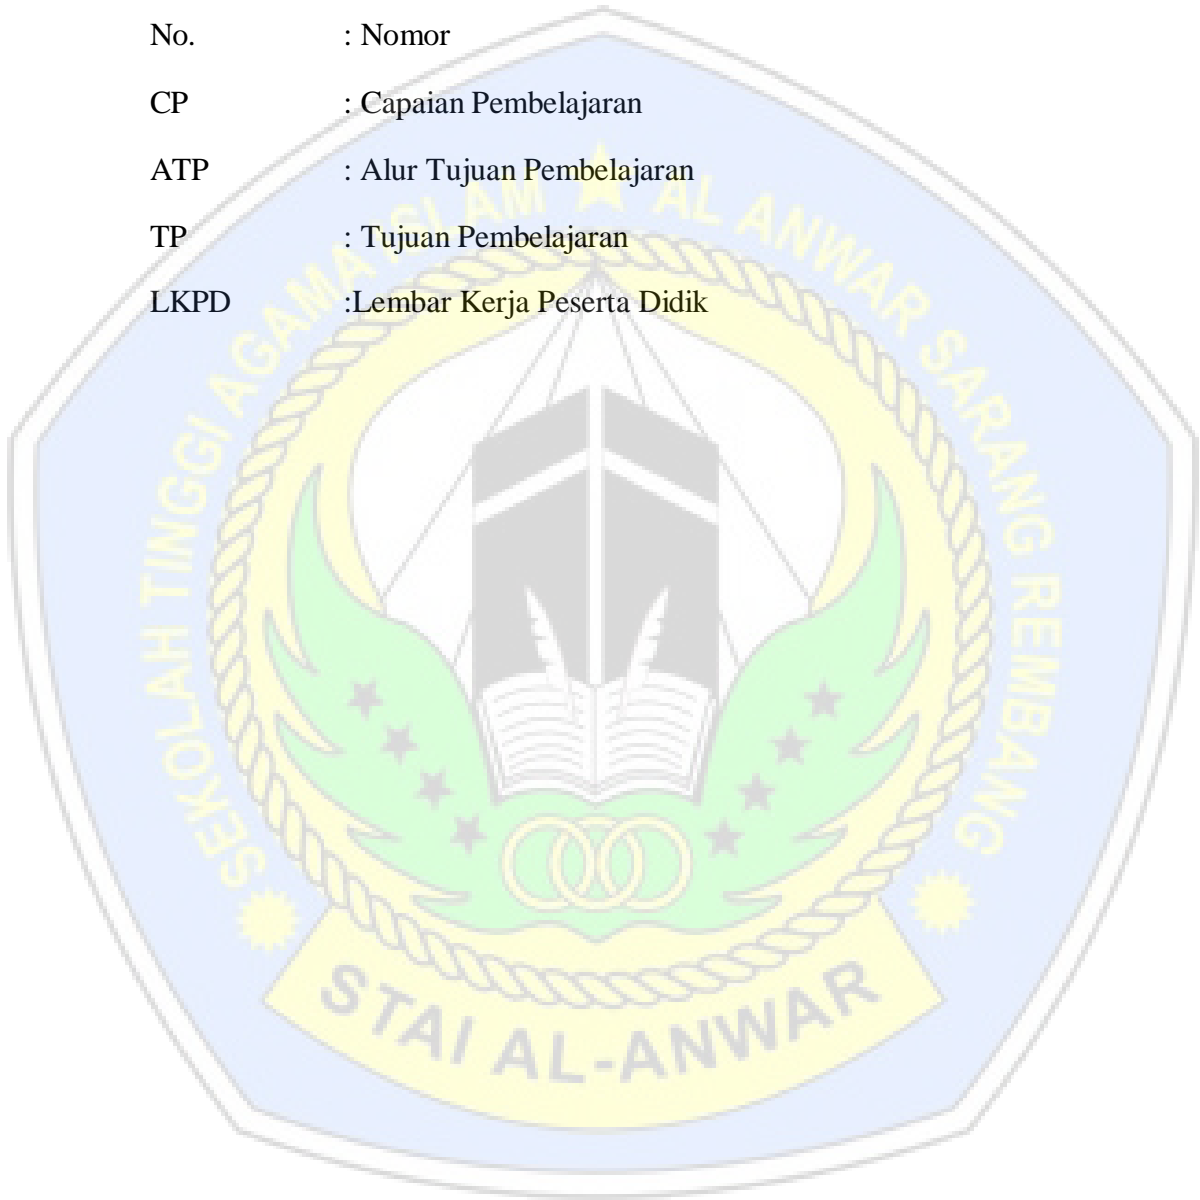 No. : Nomor
CP : Capaian Pembelajaran
ATP : Alur Tujuan Pembelajaran
TP : Tujuan Pembelajaran
LKPD :Lembar Kerja Peserta Didik
SEKOLAH TINGGI AGAMA ISLAM AL ANWAR SARANG REMBANG
STAI AL-ANWAR